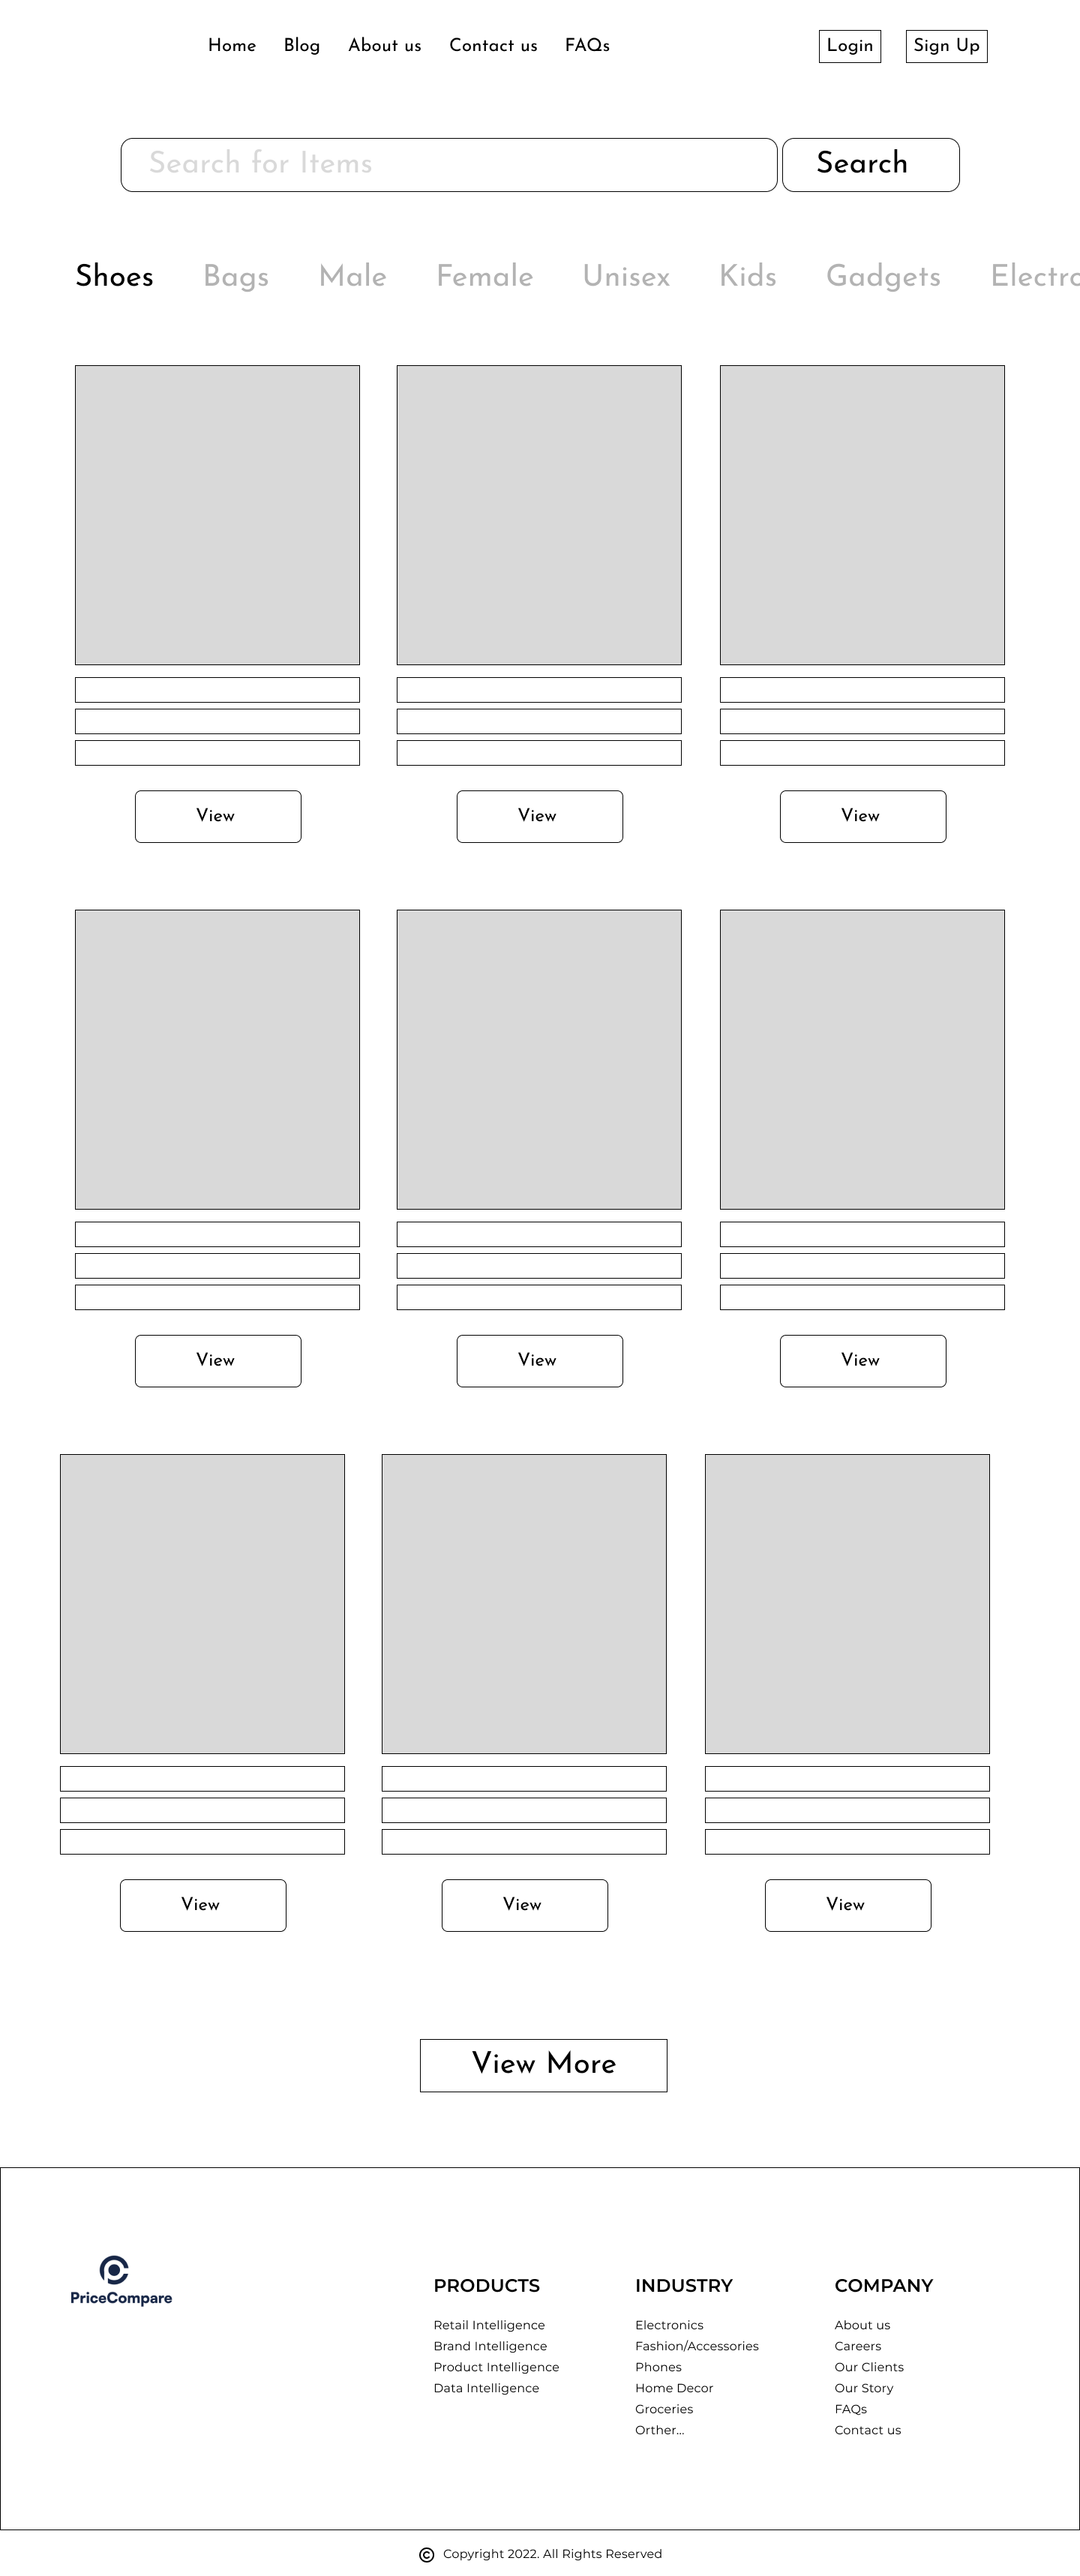 Home Blog About us Contact us FAQs Login Sign Up
Search for Items Search
Shoes Bags Male Female Unisex Kids Gadgets Electro
View View View
View View View
View View View
View More
PriceCompare
PRODUCTS
Retail Intelligence
Brand Intelligence
Product Intelligence
Data Intelligence
INDUSTRY
Electronics
Fashion/Accessories
Phones
Home Decor
Groceries
Orther...
COMPANY
About us
Careers
Our Clients
Our Story
FAQs
Contact us
© Copyright 2022. All Rights Reserved